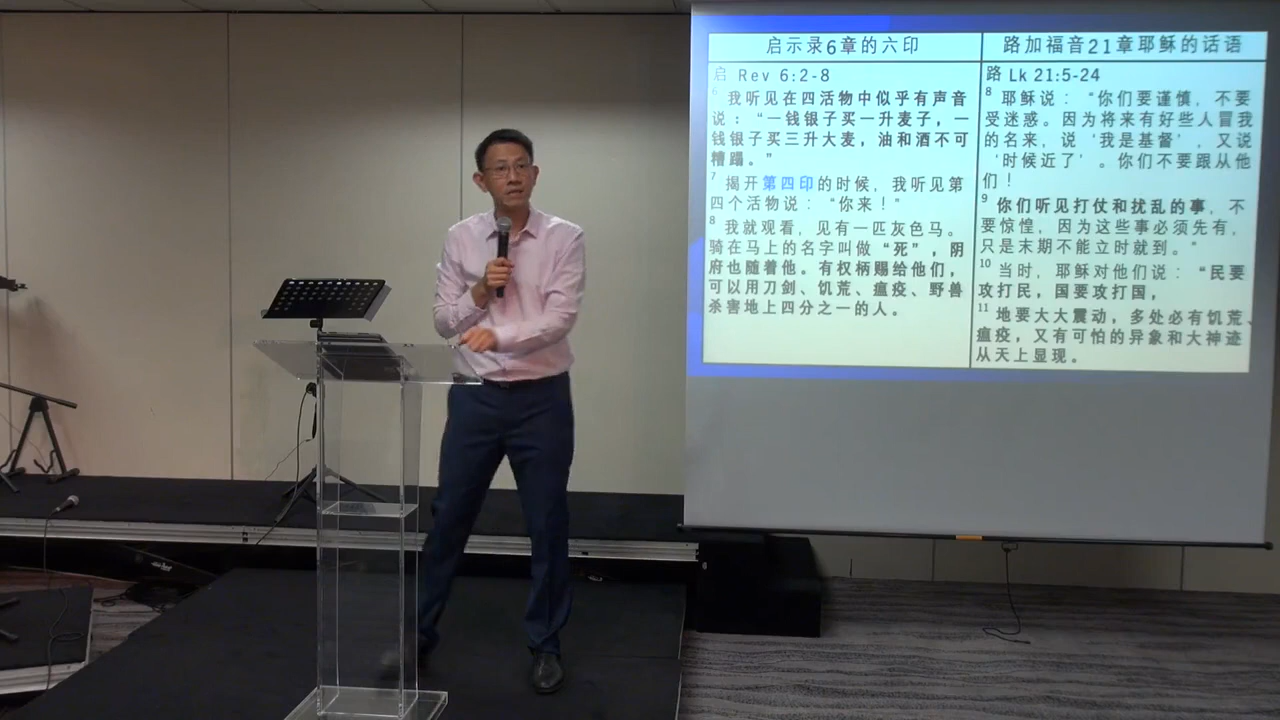 启示录6章的六印
启 Rev 6:2-8
6 我听见在四活物中似乎有声音
说：“一钱银子买一升麦子，一
钱银子买三升大麦，油和酒不可
糟蹋。”
7 揭开第四印的时候，我听见第
四个活物说：“你来！”
8 我就观看，见有一匹灰色马。
骑在马上的名字叫做“死”，阴
府也随着他。有权柄赐给他们，
可以用刀剑、饥荒、瘟疫、野兽
杀害地上四分之一的人。
路加福音21章耶稣的话语
路 Lk 21:5-24
8 耶稣说：“你们要谨慎，不要
受迷惑。因为将来有好些人冒我
的名来，说‘我是基督’，又说
‘时候近了’。你们不要跟从他
们！
9 你们听见打仗和扰乱的事，不
要惊惶，因为这些事必须先有，
只是末期不能立时就到。”
10 当时，耶稣对他们说：“民要
攻打民，国要攻打国，
11 地要大大震动，多处必有饥荒、
瘟疫，又有可怕的异象和大神迹
从天上显现。